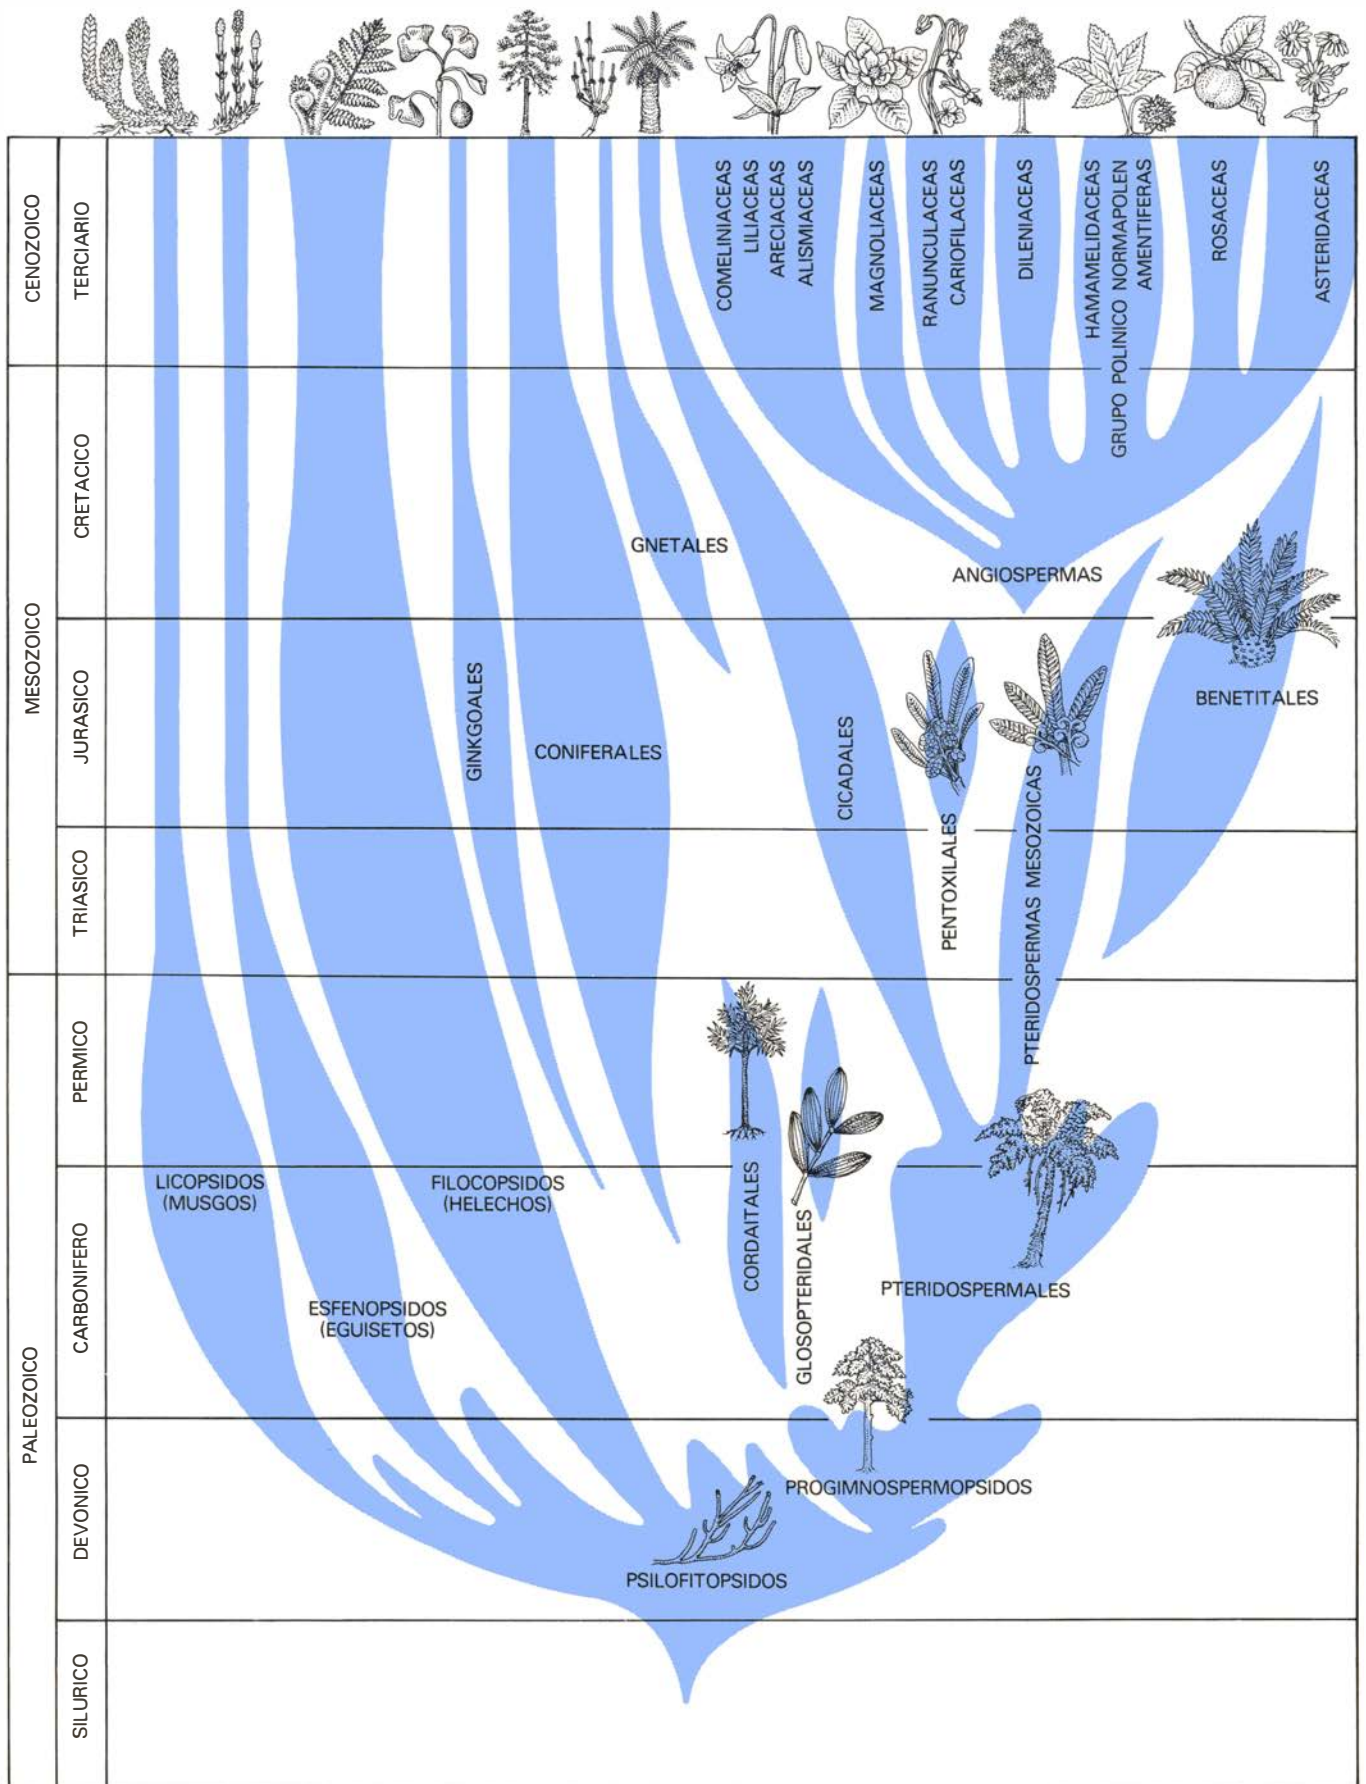 CENOZOICO
TERCIARIO
COMELINIACEAS
LILIACEAS
ARECIACEAS
ALISMIACEAS
MAGNOLIACEAS
RANUNCULACEAS
CARIOFILACEAS
DILENIACEAS
HAMAMELIDACEAS
GRUPO POLINICO NORMAPOLEN
AMENTIFERAS
ROSACEAS
ASTERIDACEAS
MESOZOICO
CRETACICO
GNETALES
ANGIOSPERMAS
JURASICO
GINKGOALES
CONIFERALES
CICADALES
BENETITALES
TRIASICO
PENTOXILALES
PTERIDOSPERMAS MESOZOICAS
PALEOZOICO
PERMICO
CARBONIFERO
LICOPSIDOS
(MUSGOS)
FILOCOPSIDOS
(HELECHOS)
CORDAITALES
GLOSOPTERIDALES
PTERIDOSPERMALES
ESFENOPSIDOS
(EGUISETOS)
DEVONICO
PROGIMNOSPERMOPSIDOS
PSILOFITOPSIDOS
SILURICO